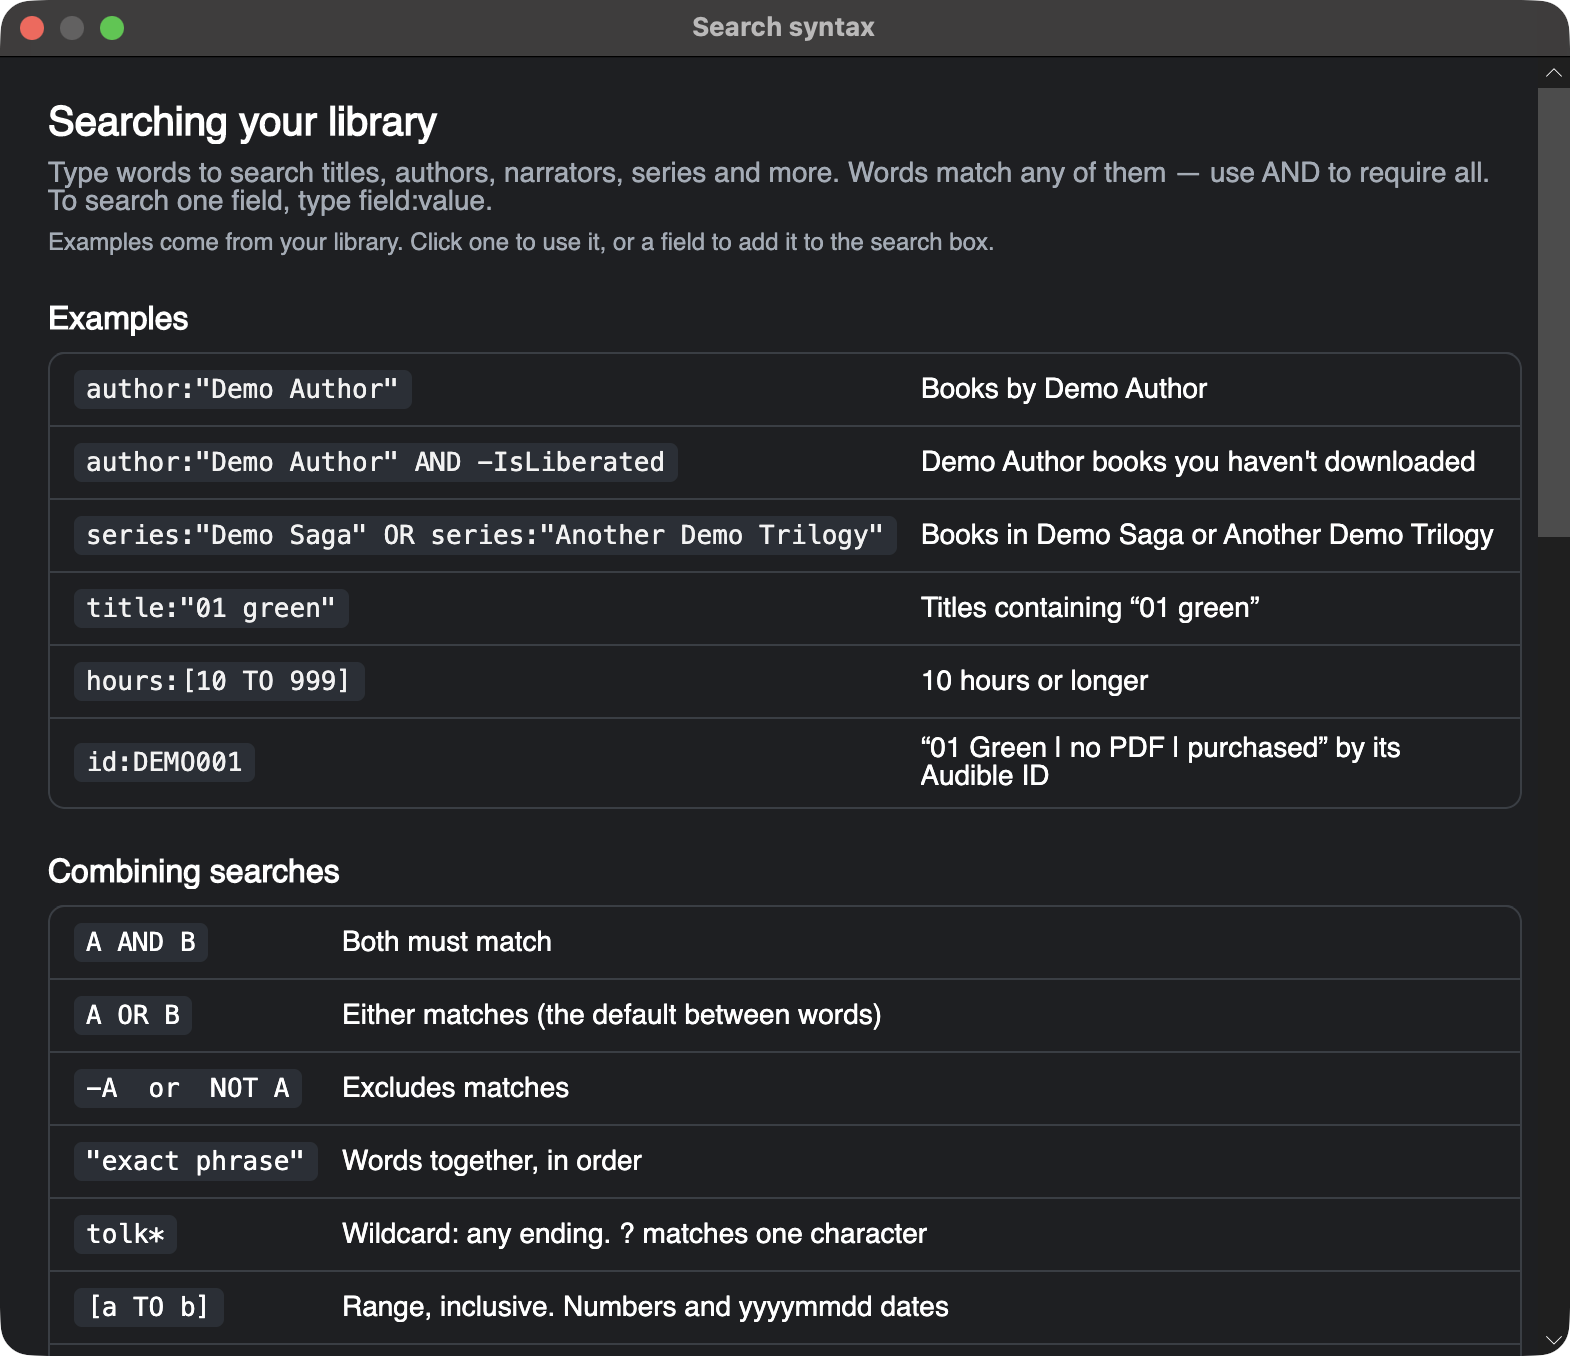 Search syntax
Searching your library
Type words to search titles, authors, narrators, series and more. Words match any of them — use AND to require all.
To search one field, type field:value.
Examples come from your library. Click one to use it, or a field to add it to the search box.
Examples
author:"Demo Author" Books by Demo Author
author:"Demo Author" AND -IsLiberated Demo Author books you haven't downloaded
series:"Demo Saga" OR series:"Another Demo Trilogy" Books in Demo Saga or Another Demo Trilogy
title:"01 green" Titles containing “01 green”
hours:[10 TO 999] 10 hours or longer
id:DEMO001 “01 Green | no PDF | purchased” by its
Audible ID
Combining searches
A AND B Both must match
A OR B Either matches (the default between words)
-A or NOT A Excludes matches
"exact phrase" Words together, in order
tolk* Wildcard: any ending. ? matches one character
[a TO b] Range, inclusive. Numbers and yyyymmdd dates